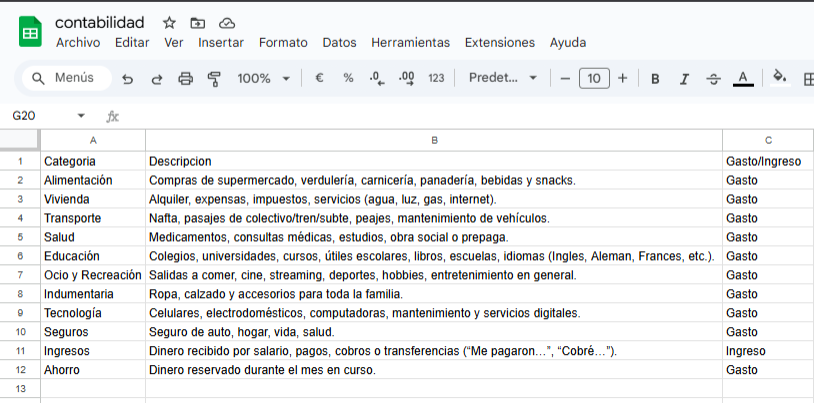 contabilidad
Archivo Editar Ver Insertar Formato Datos Herramientas Extensiones Ayuda
Menús 100% € % .0 .00 123 Predet... − 10 + B I S A
G20 fx
A B C
1 Categoria Descripcion Gasto/Ingreso
2 Alimentación Compras de supermercado, verdulería, carnicería, panadería, bebidas y snacks. Gasto
3 Vivienda Alquiler, expensas, impuestos, servicios (agua, luz, gas, internet). Gasto
4 Transporte Nafta, pasajes de colectivo/tren/subte, peajes, mantenimiento de vehículos. Gasto
5 Salud Medicamentos, consultas médicas, estudios, obra social o prepaga. Gasto
6 Educación Colegios, universidades, cursos, útiles escolares, libros, escuelas, idiomas (Ingles, Aleman, Frances, etc.). Gasto
7 Ocio y Recreación Salidas a comer, cine, streaming, deportes, hobbies, entretenimiento en general. Gasto
8 Indumentaria Ropa, calzado y accesorios para toda la familia. Gasto
9 Tecnología Celulares, electrodomésticos, computadoras, mantenimiento y servicios digitales. Gasto
10 Seguros Seguro de auto, hogar, vida, salud. Gasto
11 Ingresos Dinero recibido por salario, pagos, cobros o transferencias (“Me pagaron…”, “Cobré…”). Ingreso
12 Ahorro Dinero reservado durante el mes en curso. Gasto
13